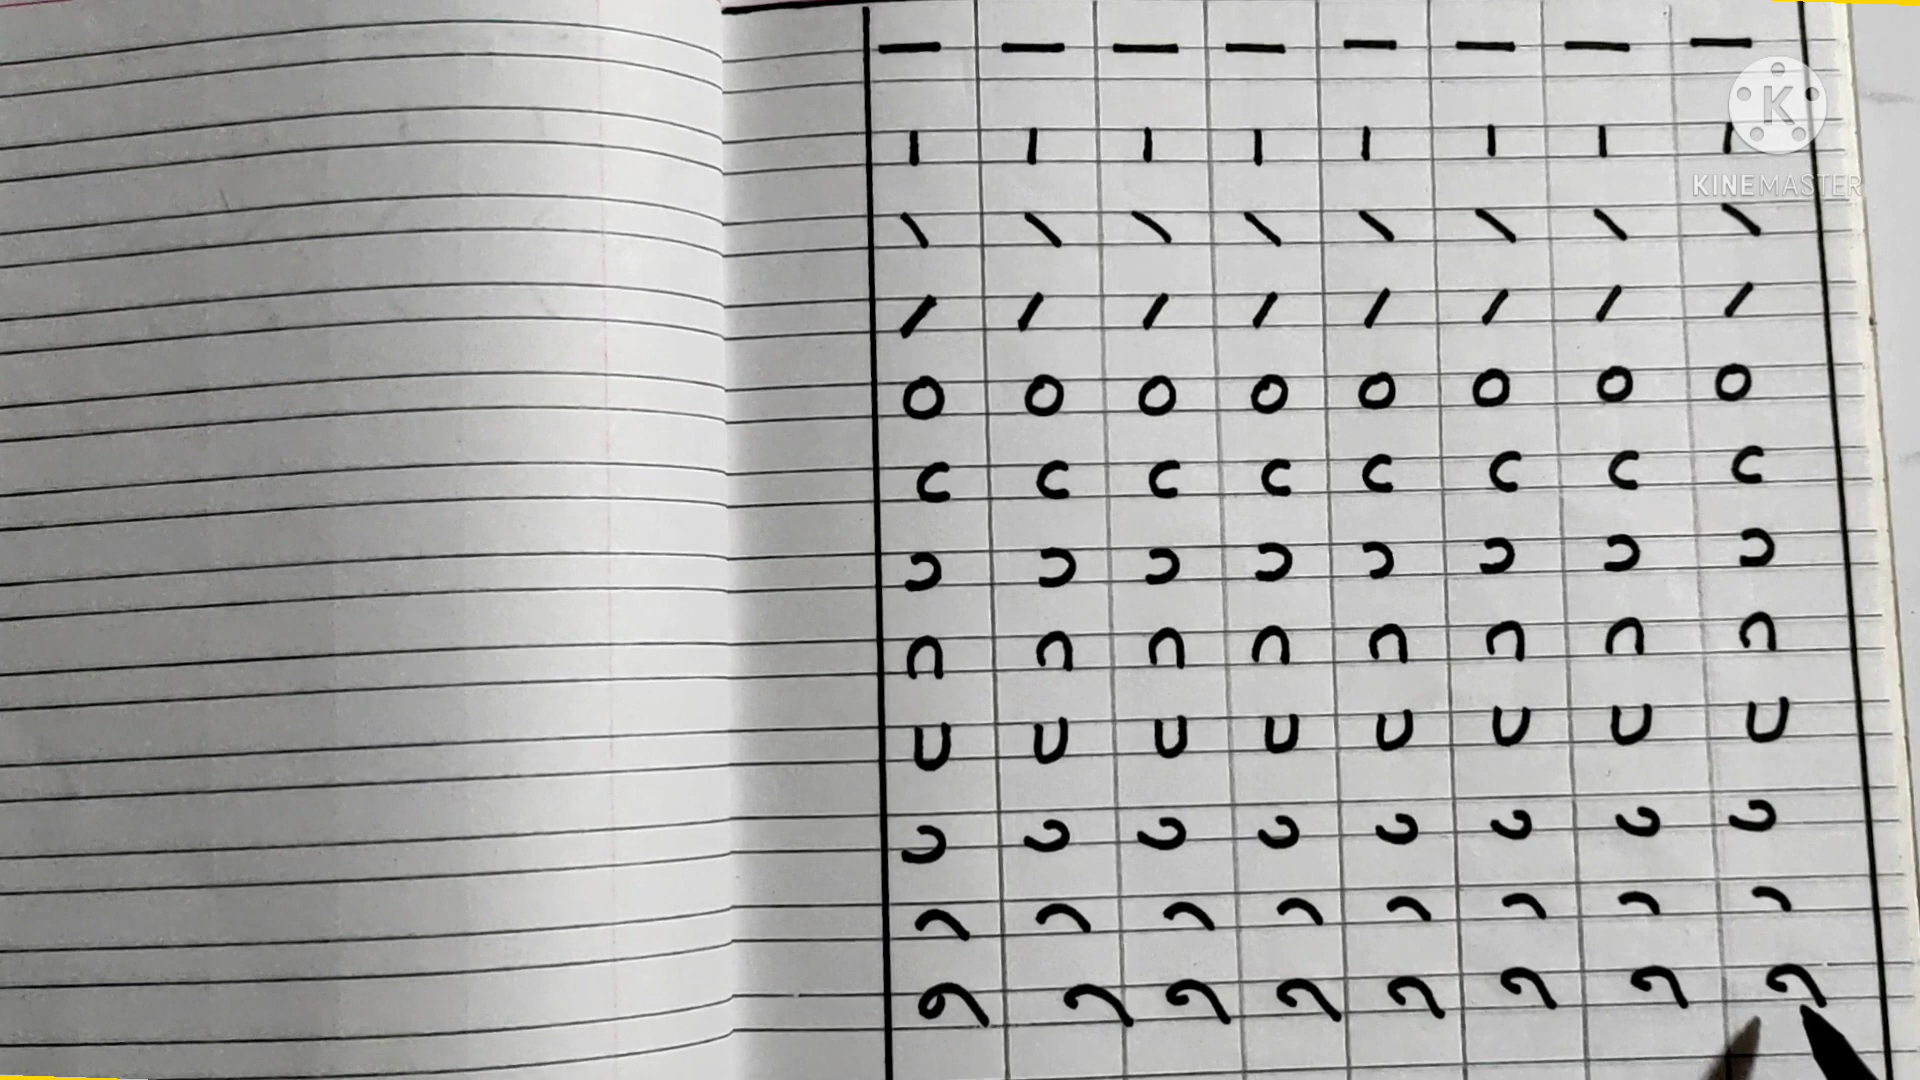 — — — — — — — —
| | | | | | | |
\ \ \ \ \ \ \ \
/ / / / / / / /
O O O O O O O O
C C C C C C C C
Ɔ Ɔ Ɔ Ɔ Ɔ Ɔ Ɔ Ɔ
∩ ∩ ∩ ∩ ∩ ∩ ∩ ∩
U U U U U U U U
K
KINEMASTER